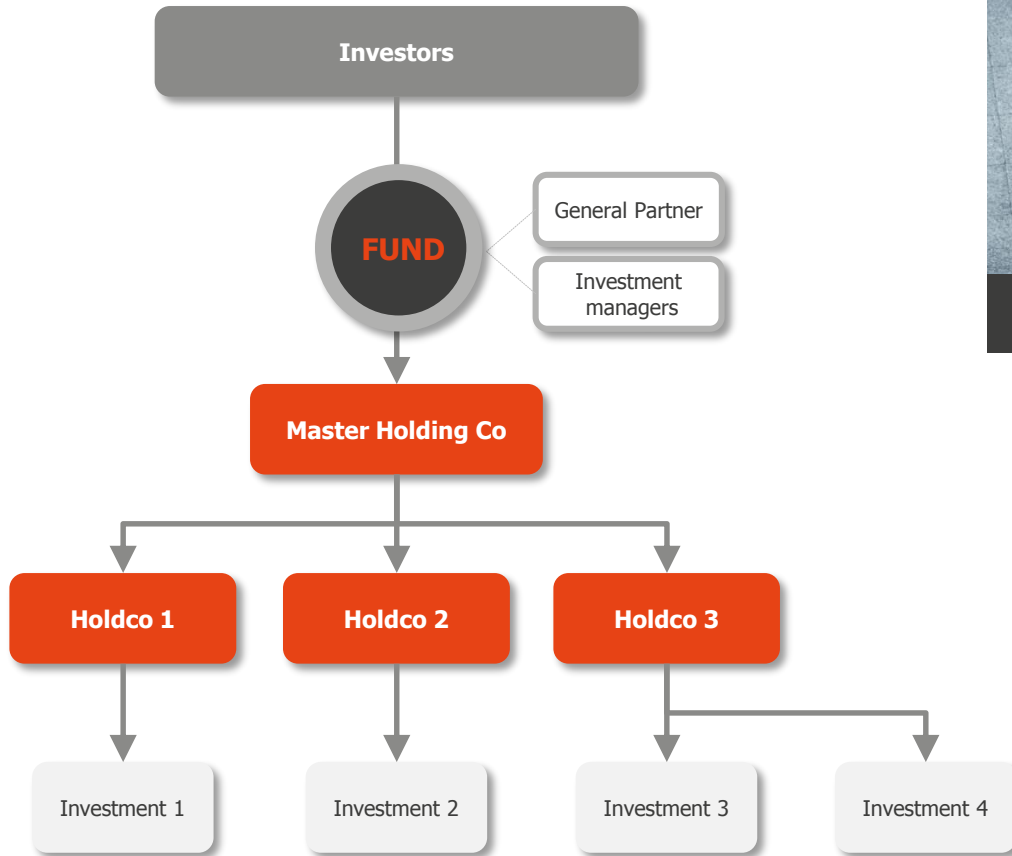 Investors
FUND
General Partner
Investment
managers
Master Holding Co
Holdco 1
Holdco 2
Holdco 3
Investment 1
Investment 2
Investment 3
Investment 4